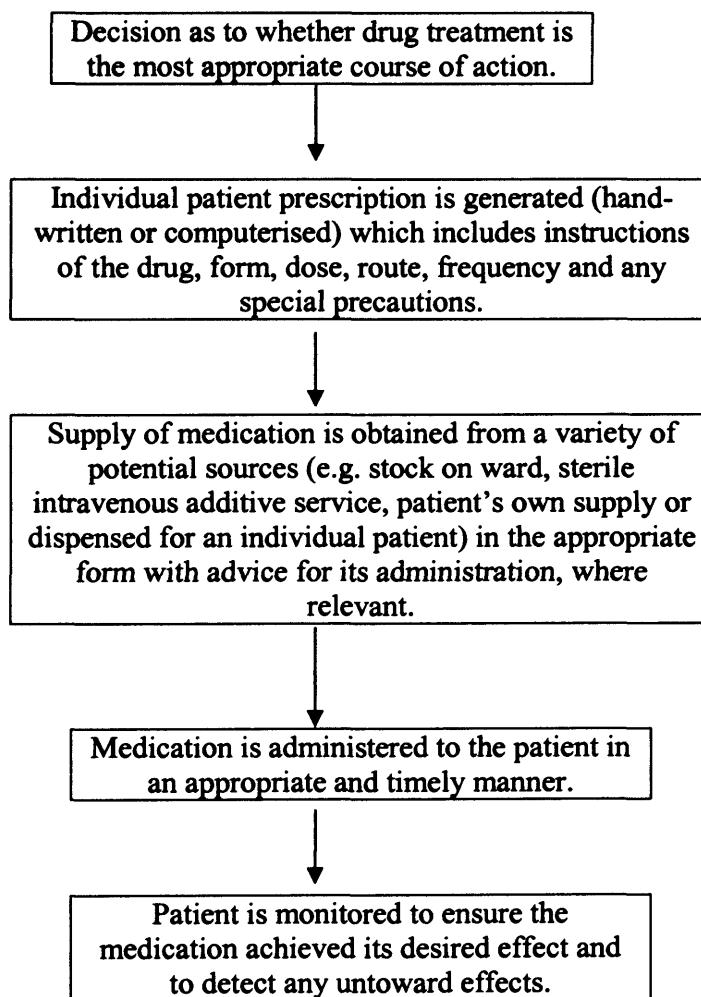 Decision as to whether drug treatment is
the most appropriate course of action.
Individual patient prescription is generated (hand-
written or computerised) which includes instructions
of the drug, form, dose, route, frequency and any
special precautions.
Supply of medication is obtained from a variety of
potential sources (e.g. stock on ward, sterile
intravenous additive service, patient's own supply or
dispensed for an individual patient) in the appropriate
form with advice for its administration, where
relevant.
Medication is administered to the patient in
an appropriate and timely manner.
Patient is monitored to ensure the
medication achieved its desired effect and
to detect any untoward effects.